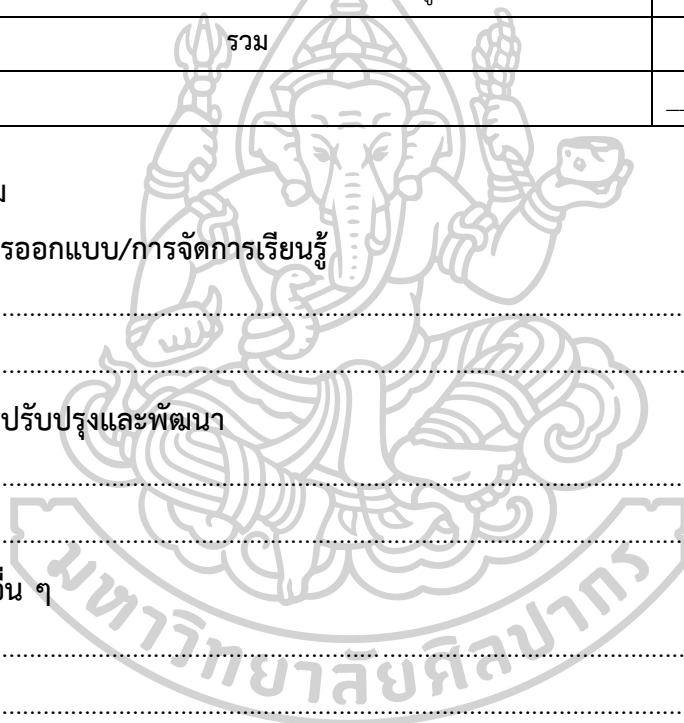 รวม
รออกแบบ/การจัดการเรียนรู้
ปรับปรุงและพัฒนา
อื่น ๆ
มหาวิทยาลัยศิลปากร